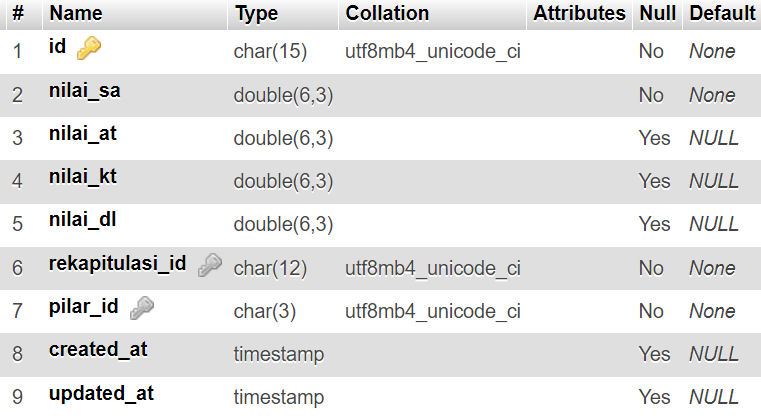 # Name Type Collation Attributes Null Default
1 id char(15) utf8mb4_unicode_ci No None
2 nilai_sa double(6,3) No None
3 nilai_at double(6,3) Yes NULL
4 nilai_kt double(6,3) Yes NULL
5 nilai_dl double(6,3) Yes NULL
6 rekapitulasi_id char(12) utf8mb4_unicode_ci No None
7 pilar_id char(3) utf8mb4_unicode_ci No None
8 created_at timestamp Yes NULL
9 updated_at timestamp Yes NULL